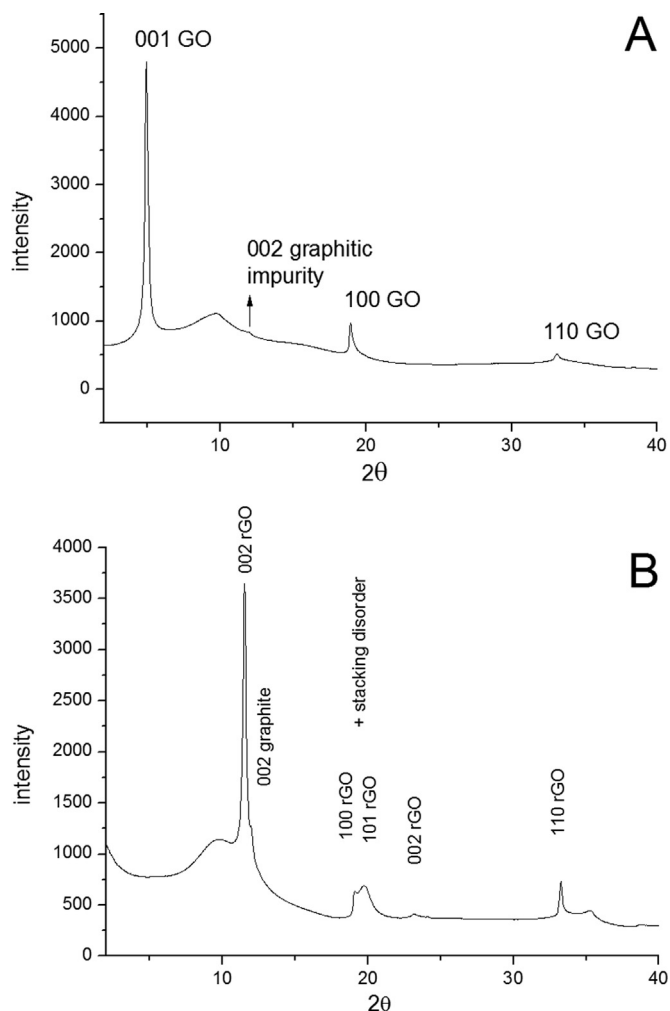 A
001 GO
002 graphitic
impurity
100 GO
110 GO
5000
4000
3000
2000
1000
0
intensity
10
20
30
40
2θ
B
002 rGO
002 graphite
+ stacking disorder
100 rGO
101 rGO
002 rGO
110 rGO
4000
3500
3000
2500
2000
1500
1000
500
0
intensity
10
20
30
40
2θ